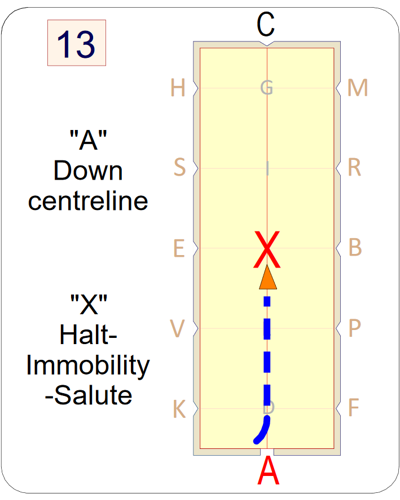 13
C
H G M
"A"
Down
centreline
S I R
E X B
"X"
Halt-
Immobility
-Salute
V P
K D F
A